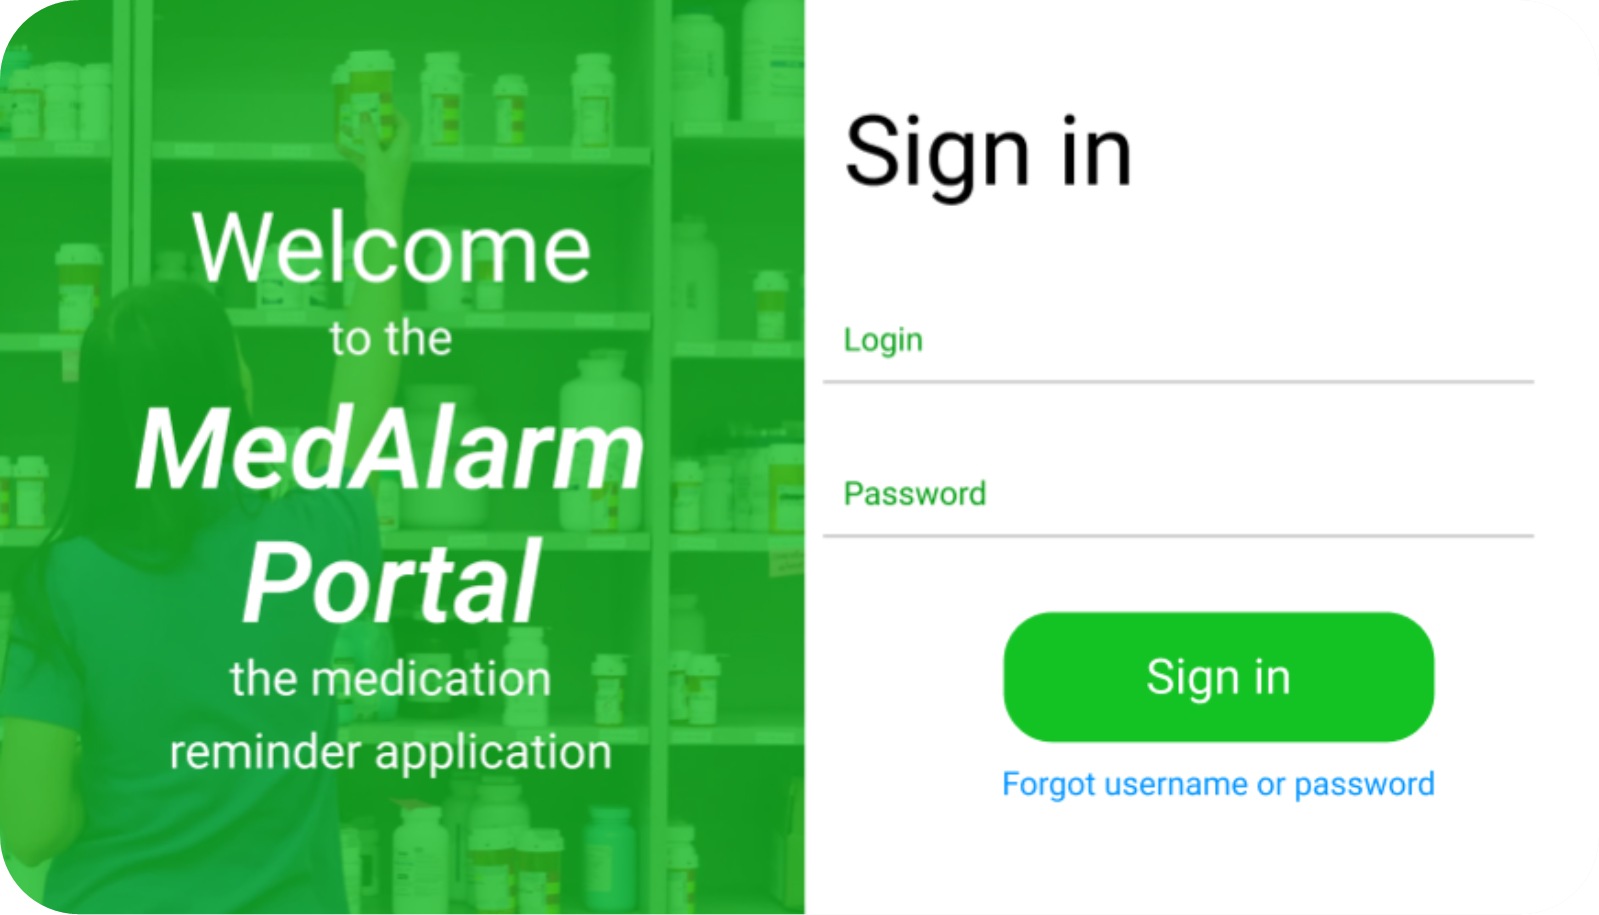 Welcome
to the
MedAlarm
Portal
the medication
reminder application
Sign in
Login
Password
Sign in
Forgot username or password